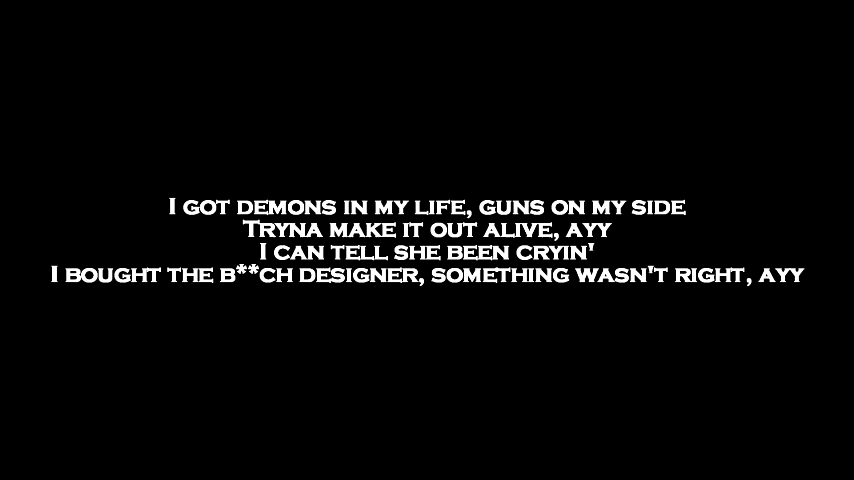 I got demons in my life, guns on my side
Tryna make it out alive, ayy
I can tell she been cryin'
I bought the b**ch designer, something wasn't right, ayy